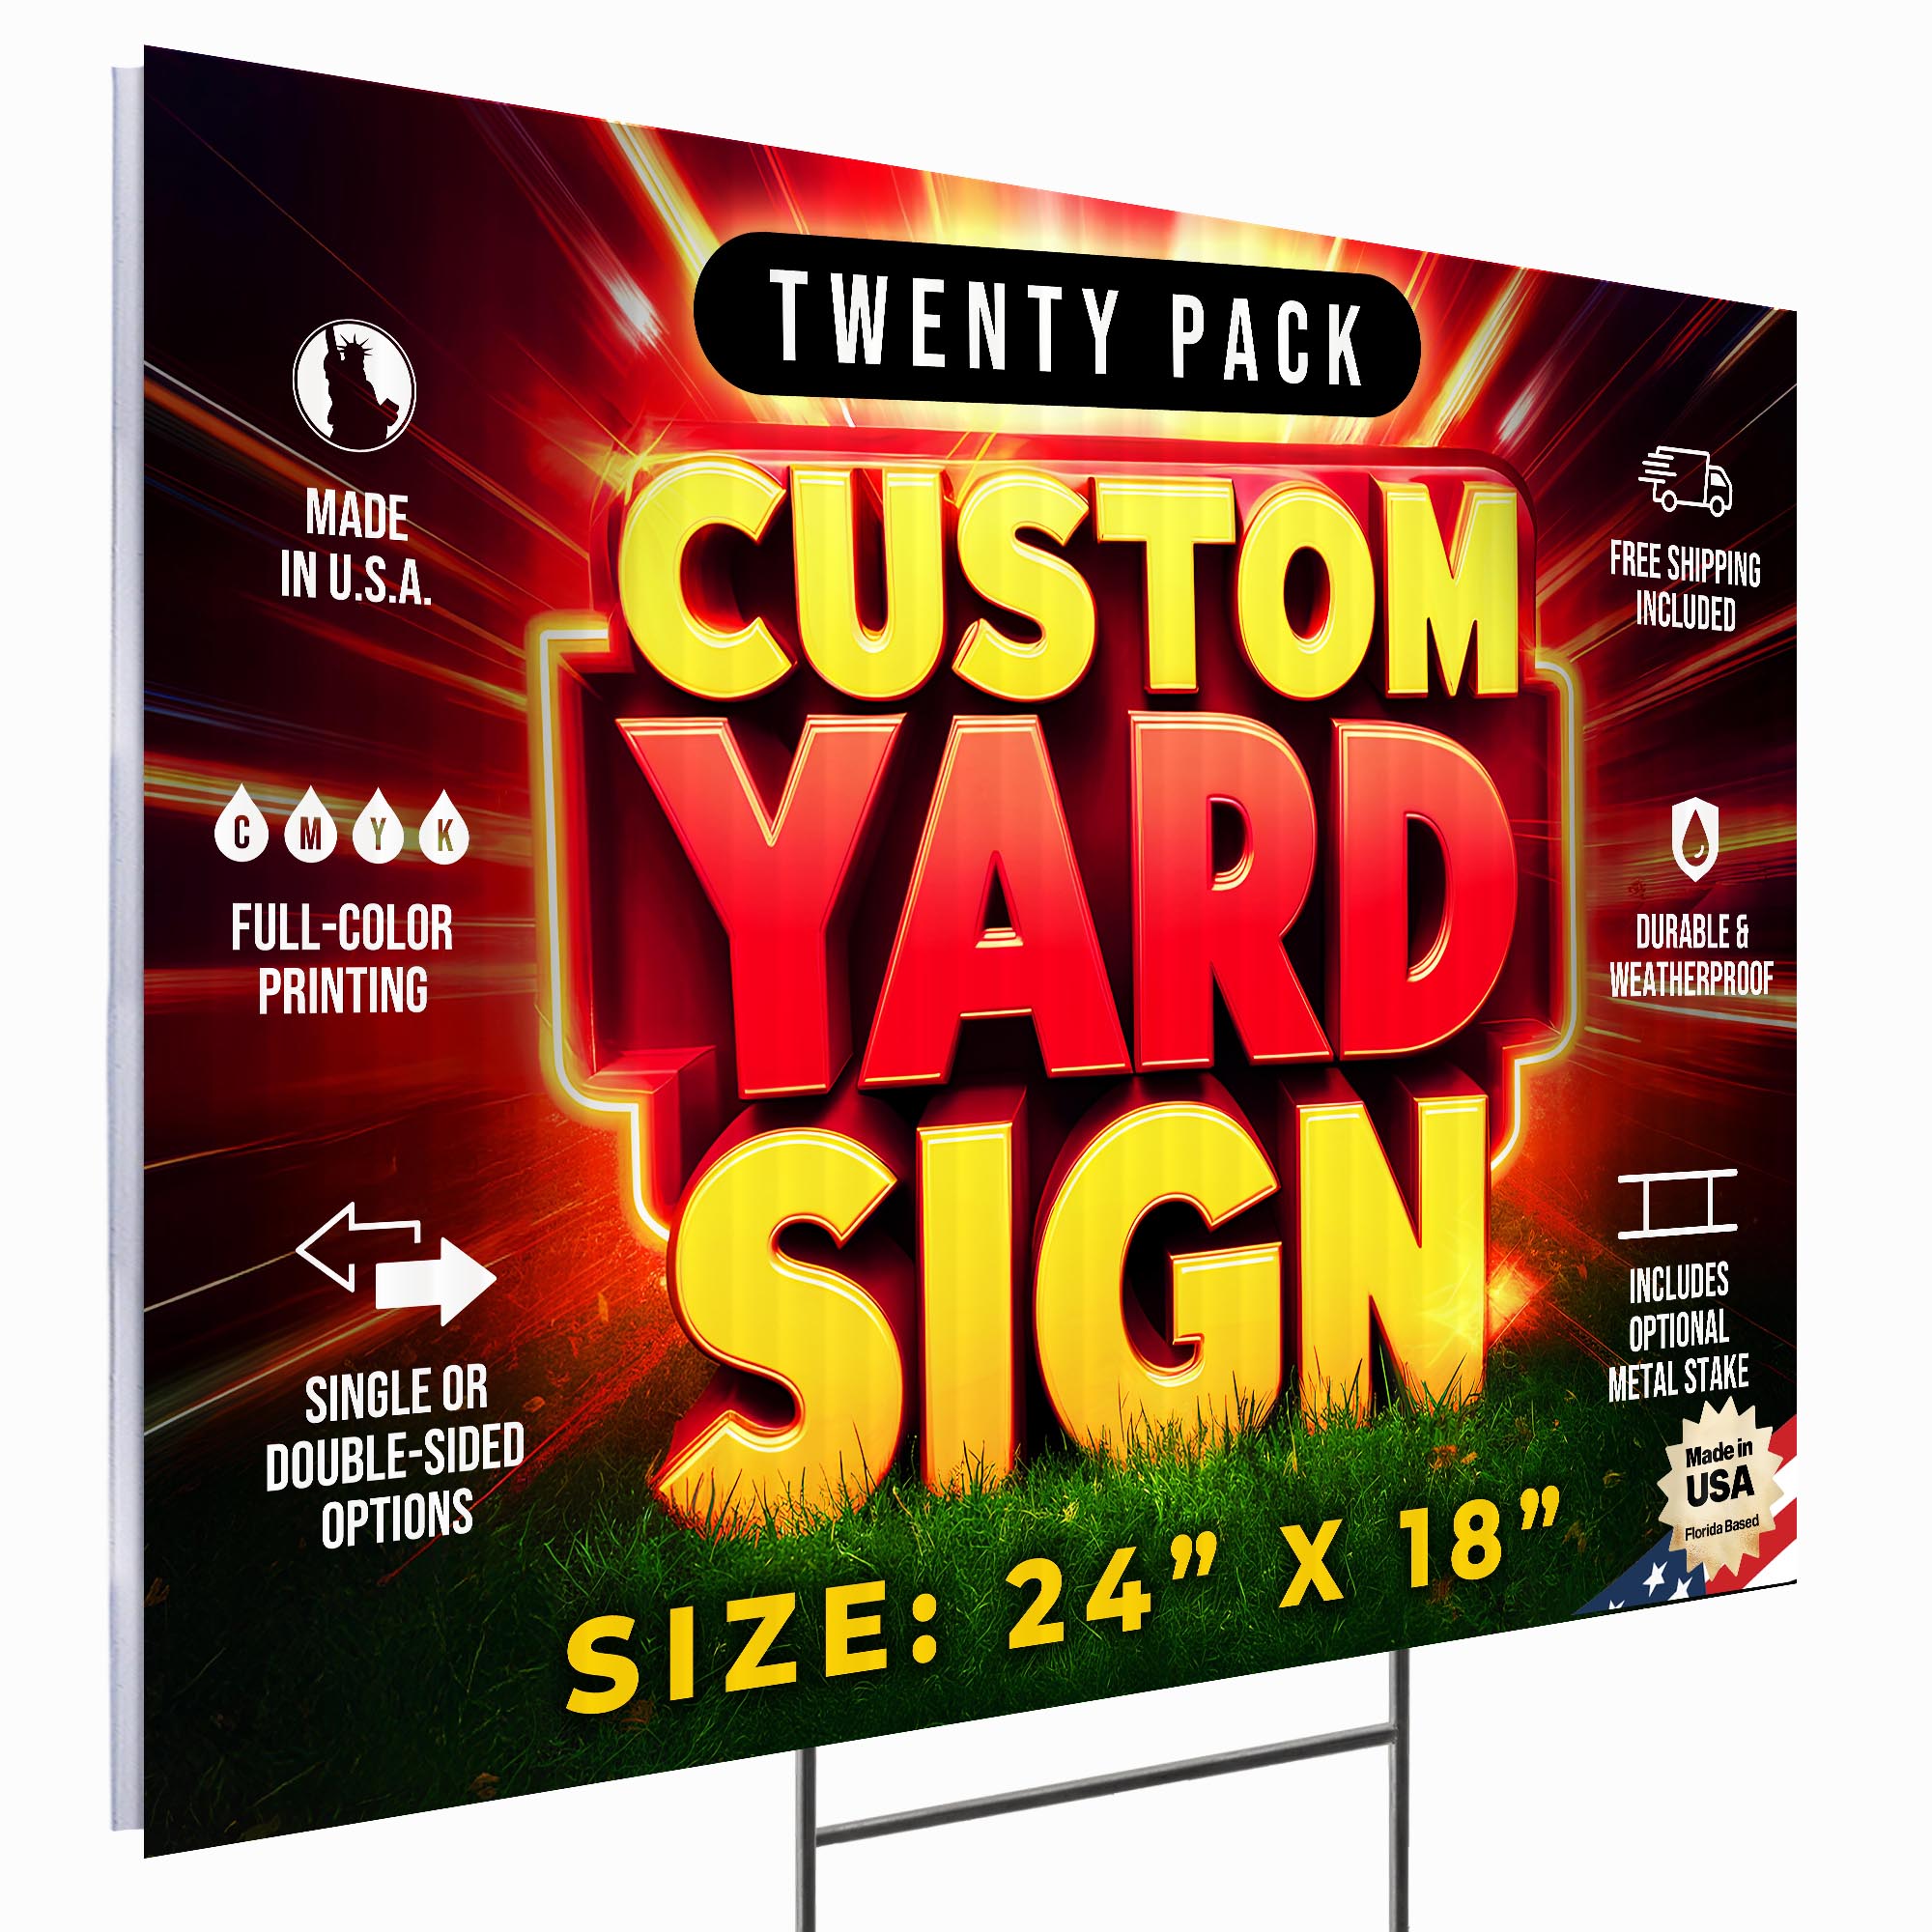 TWENTY PACK
CUSTOM
YARD
SIGN
SIZE: 24” X 18”
MADE
IN U.S.A.
C M Y K
FULL-COLOR
PRINTING
SINGLE OR
DOUBLE-SIDED
OPTIONS
FREE SHIPPING
INCLUDED
DURABLE &
WEATHERPROOF
INCLUDES
OPTIONAL
METAL STAKE
Made in
USA
Florida Based